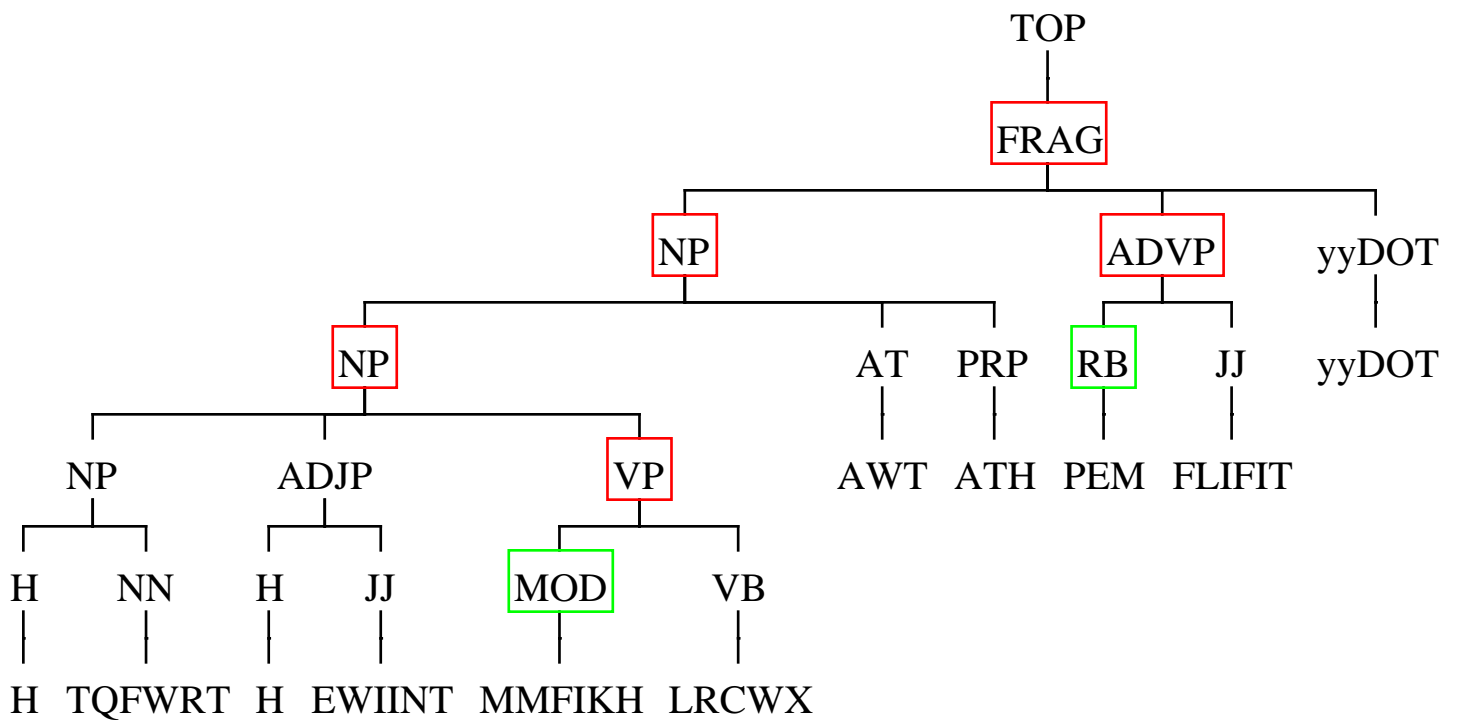 TOP
FRAG
NP ADVP yyDOT
NP AT PRP RB JJ yyDOT
NP ADJP VP AWT ATH PEM FLIFIT
H NN H JJ MOD VB
H TQFWRT H EWIINT MMFIKH LRCWX